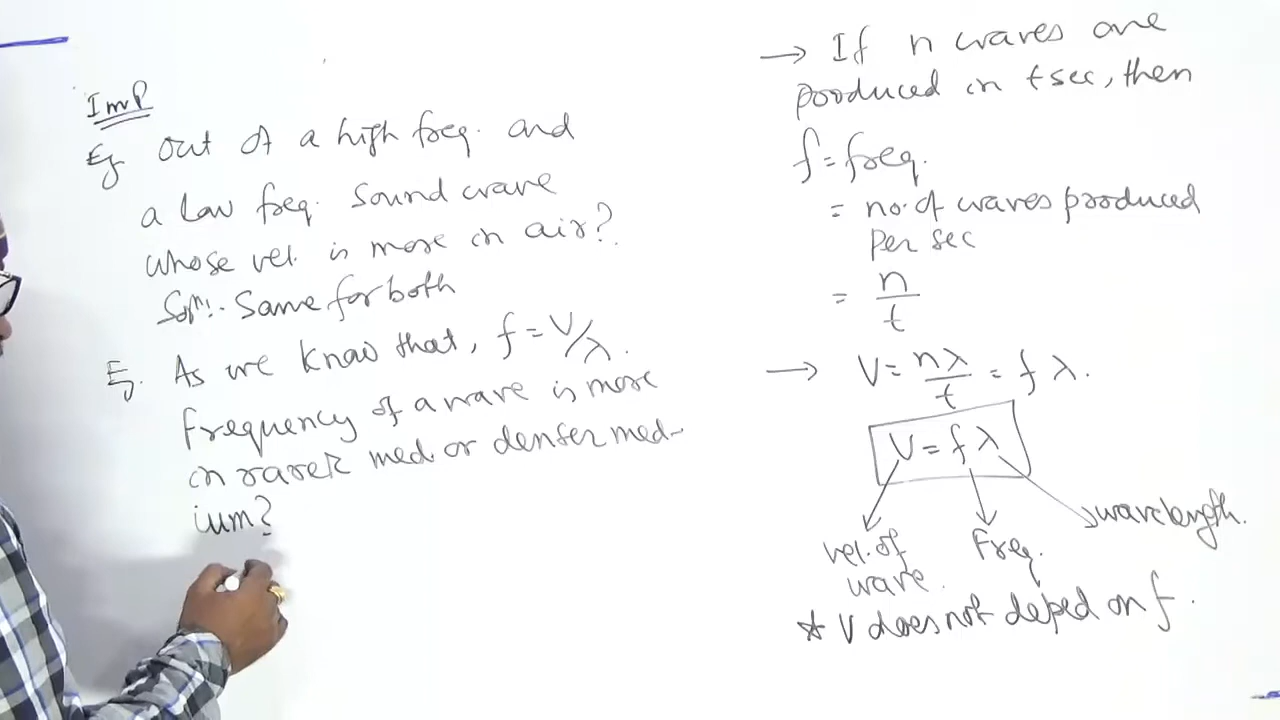 Imp
Eg out of a high freq. and
a low freq. sound wave
whose vel. is more in air?
Soln:. Same for both
Eg. As we know that, f = V/λ.
frequency of a wave is more
in rarer med. or denser med-
ium?
→ If n waves are
produced in t sec, then
f = freq.
= no. of waves produced
per sec
= n/t
→ V = nλ/t = f λ.
V = f λ
wavelength.
vel. of
wave.
Freq.
* V does not deped on f.